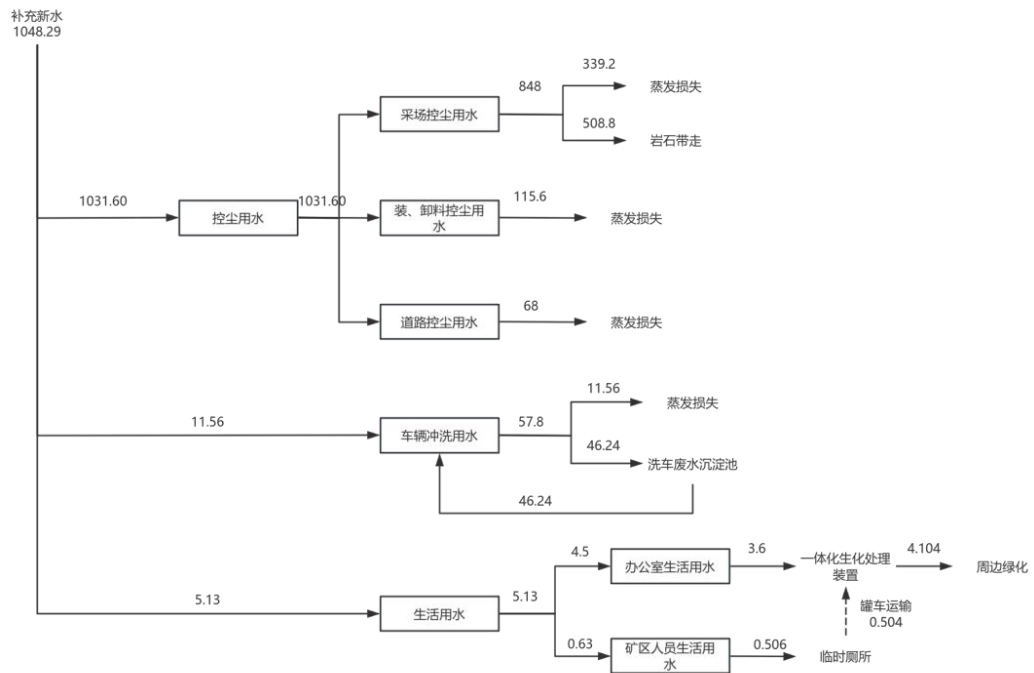 补充新水
1048.29
339.2
848
蒸发损失
采场控尘用水
508.8
岩石带走
1031.60
控尘用水
1031.60
装、卸料控尘用
水
115.6
蒸发损失
道路控尘用水
68
蒸发损失
11.56
蒸发损失
11.56
车辆冲洗用水
57.8
46.24
洗车废水沉淀池
46.24
4.5
办公室生活用水
3.6
一体化生化处理
装置
4.104
周边绿化
5.13
生活用水
5.13
罐车运输
0.504
0.63
矿区人员生活用
水
0.506
临时厕所